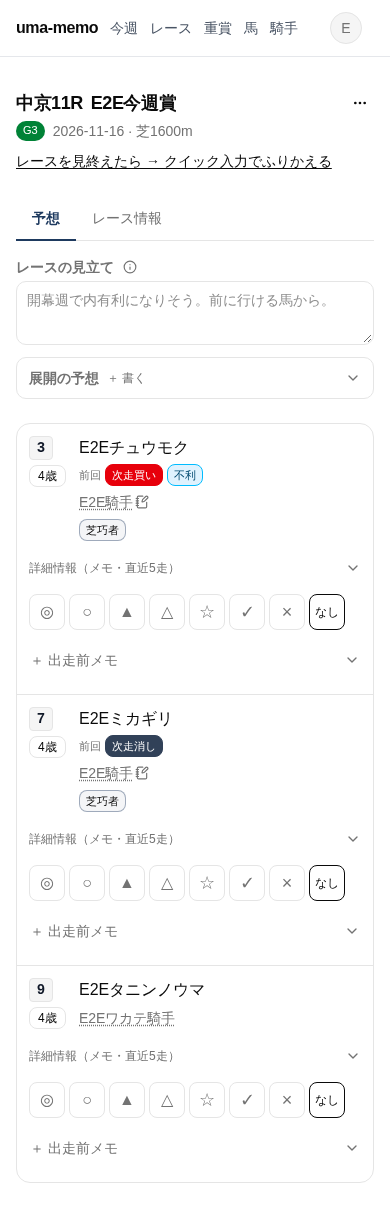 uma-memo 今週 レース 重賞 馬 騎手 E
中京11R E2E今週賞 ···
G3 2026-11-16 · 芝1600m
レースを見終えたら → クイック入力でふりかえる
予想 レース情報
レースの見立て
開幕週で内有利になりそう。前に行ける馬から。
展開の予想 ＋ 書く
3 E2Eチュウモク
4歳 前回 次走買い 不利
E2E騎手
芝巧者
詳細情報（メモ・直近5走）
◎ ○ ▲ △ ☆ ✓ × なし
＋ 出走前メモ
7 E2Eミカギリ
4歳 前回 次走消し
E2E騎手
芝巧者
詳細情報（メモ・直近5走）
◎ ○ ▲ △ ☆ ✓ × なし
＋ 出走前メモ
9 E2Eタニンノウマ
4歳 E2Eワカテ騎手
詳細情報（メモ・直近5走）
◎ ○ ▲ △ ☆ ✓ × なし
＋ 出走前メモ